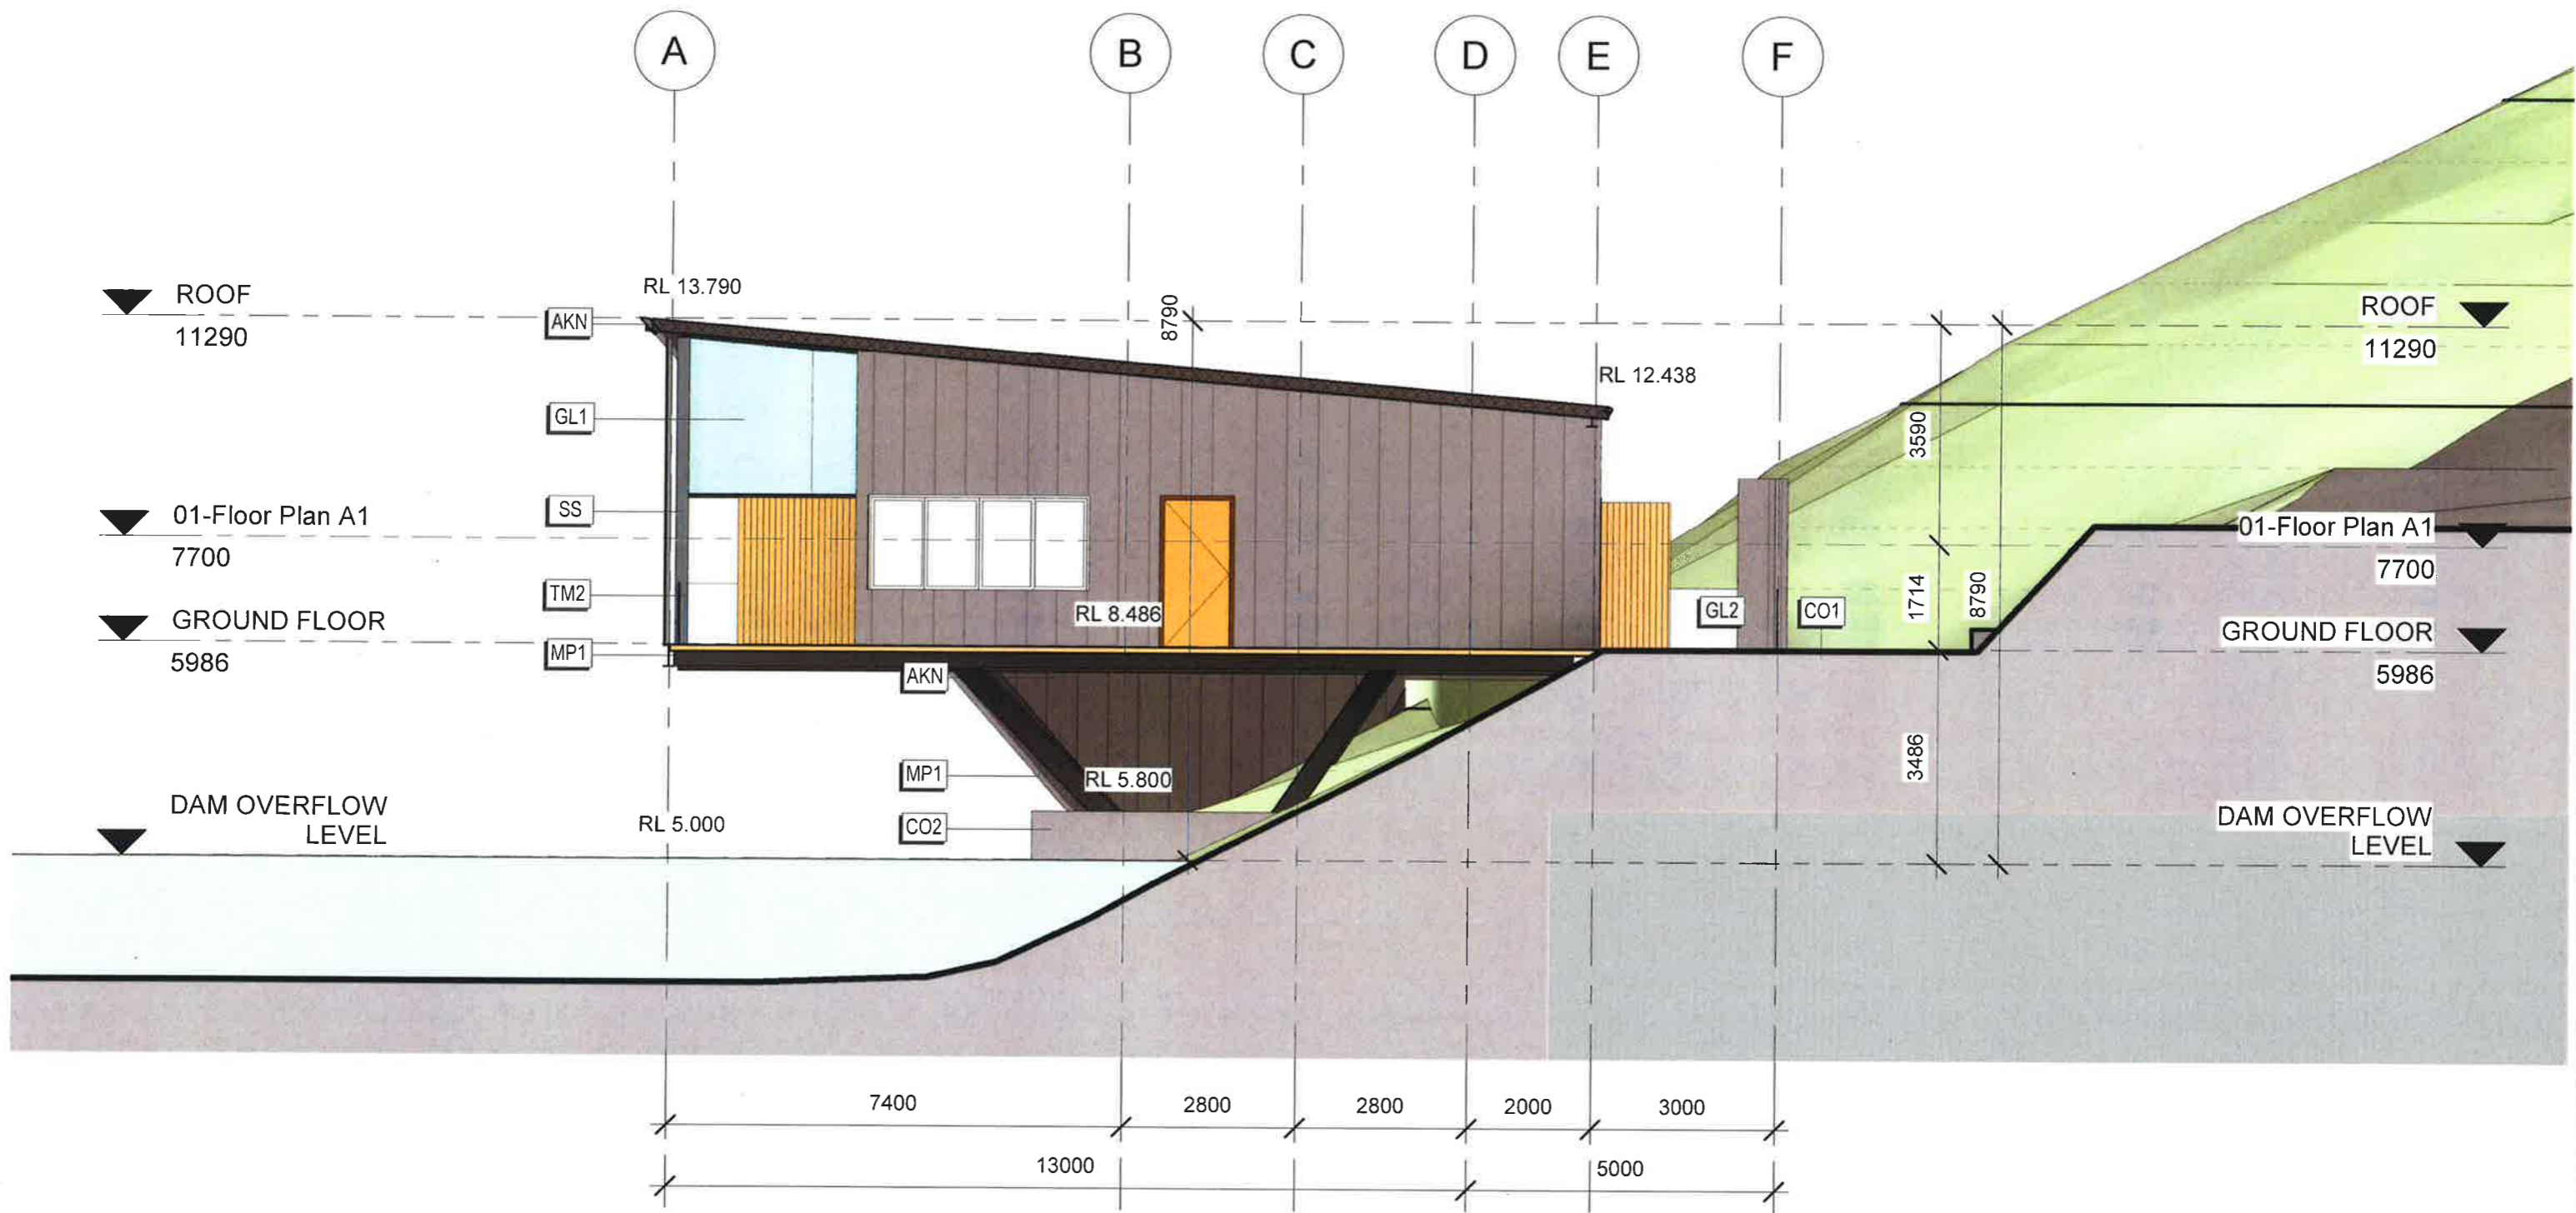 A
B
C
D
E
F
ROOF
11290
RL 13.790
AKN
8790
ROOF
11290
RL 12.438
GL1
3590
01-Floor Plan A1
7700
SS
01-Floor Plan A1
7700
TM2
RL 8.486
GL2
CO1
1714
8790
GROUND FLOOR
5986
MP1
GROUND FLOOR
5986
AKN
MP1
RL 5.800
3486
DAM OVERFLOW
LEVEL
RL 5.000
CO2
DAM OVERFLOW
LEVEL
7400
2800
2800
2000
3000
13000
5000